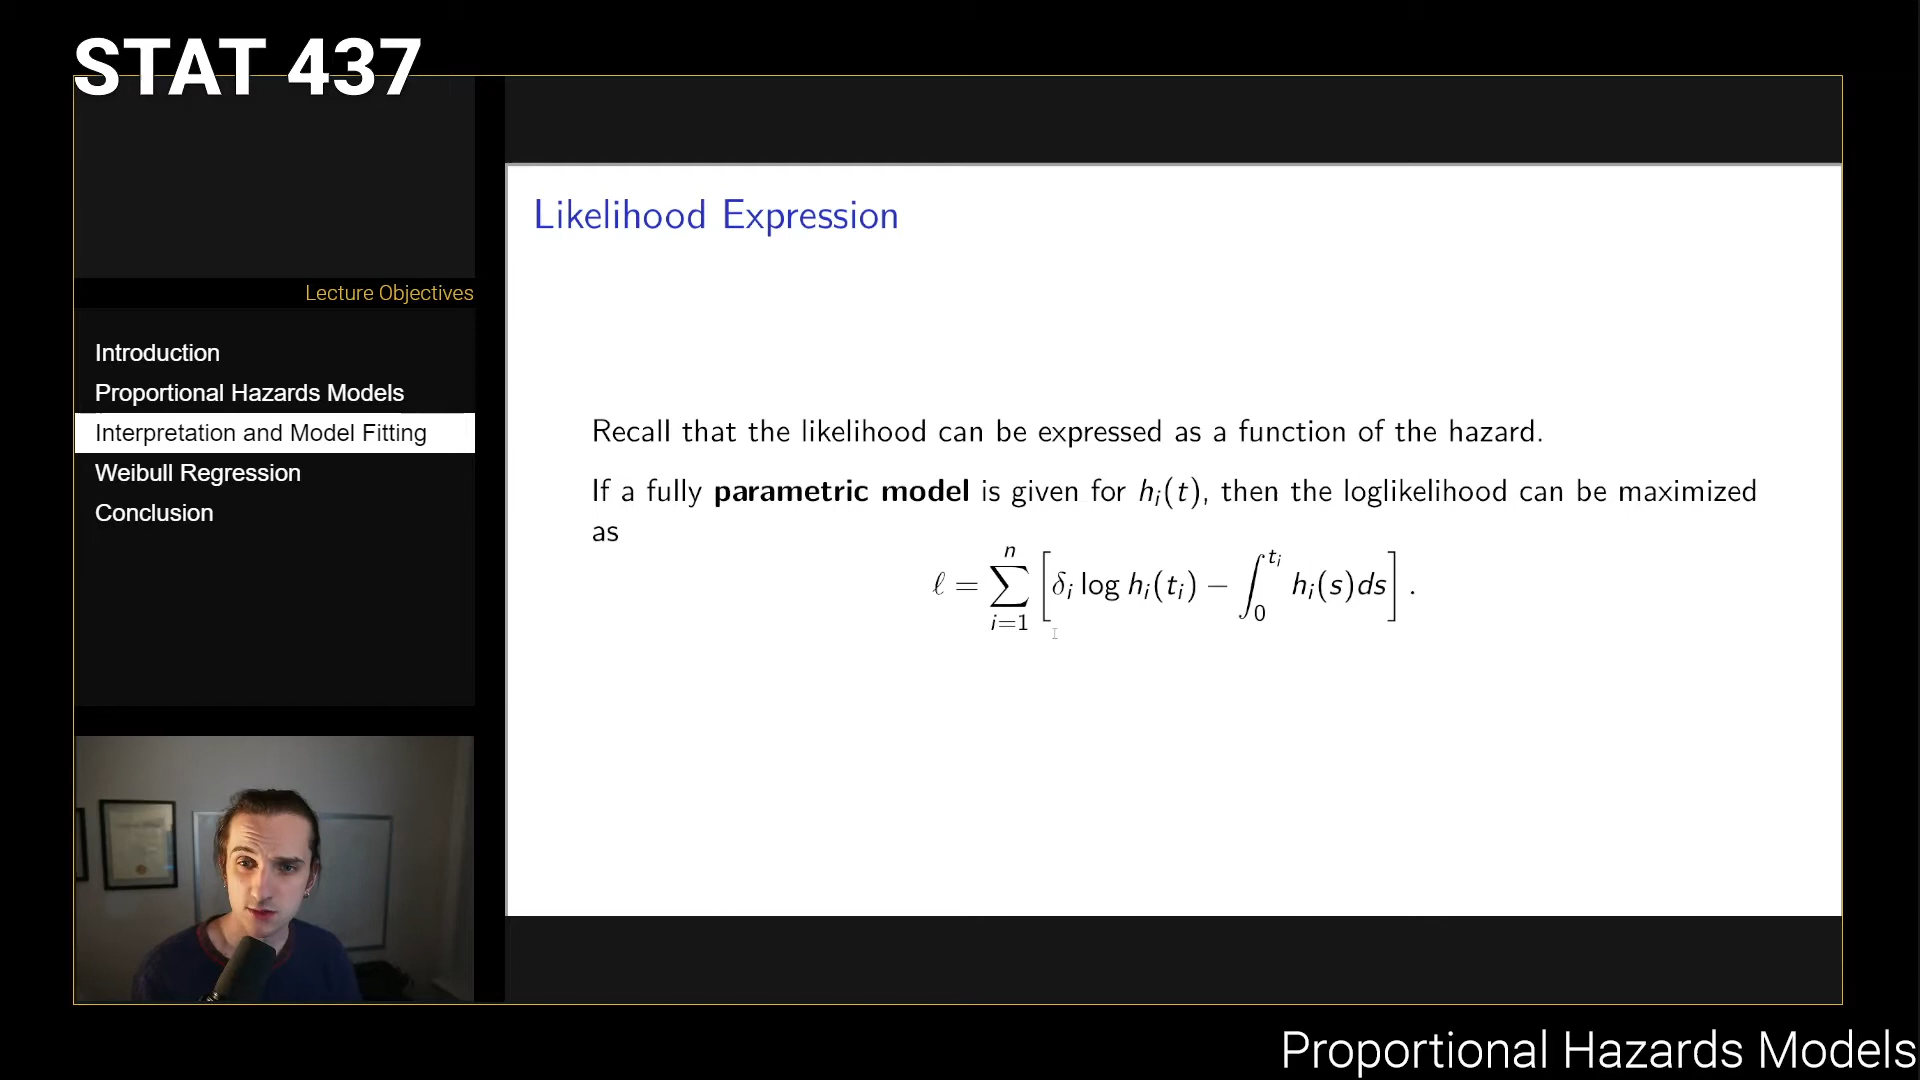 STAT 437
Lecture Objectives
Introduction
Proportional Hazards Models
Interpretation and Model Fitting
Weibull Regression
Conclusion
Likelihood Expression
Recall that the likelihood can be expressed as a function of the hazard.
If a fully parametric model is given for hᵢ(t), then the loglikelihood can be maximized
as
ℓ = ∑ᵢ₌₁ⁿ [δᵢ log hᵢ(tᵢ) − ∫₀^{tᵢ} hᵢ(s)ds] .
Proportional Hazards Models